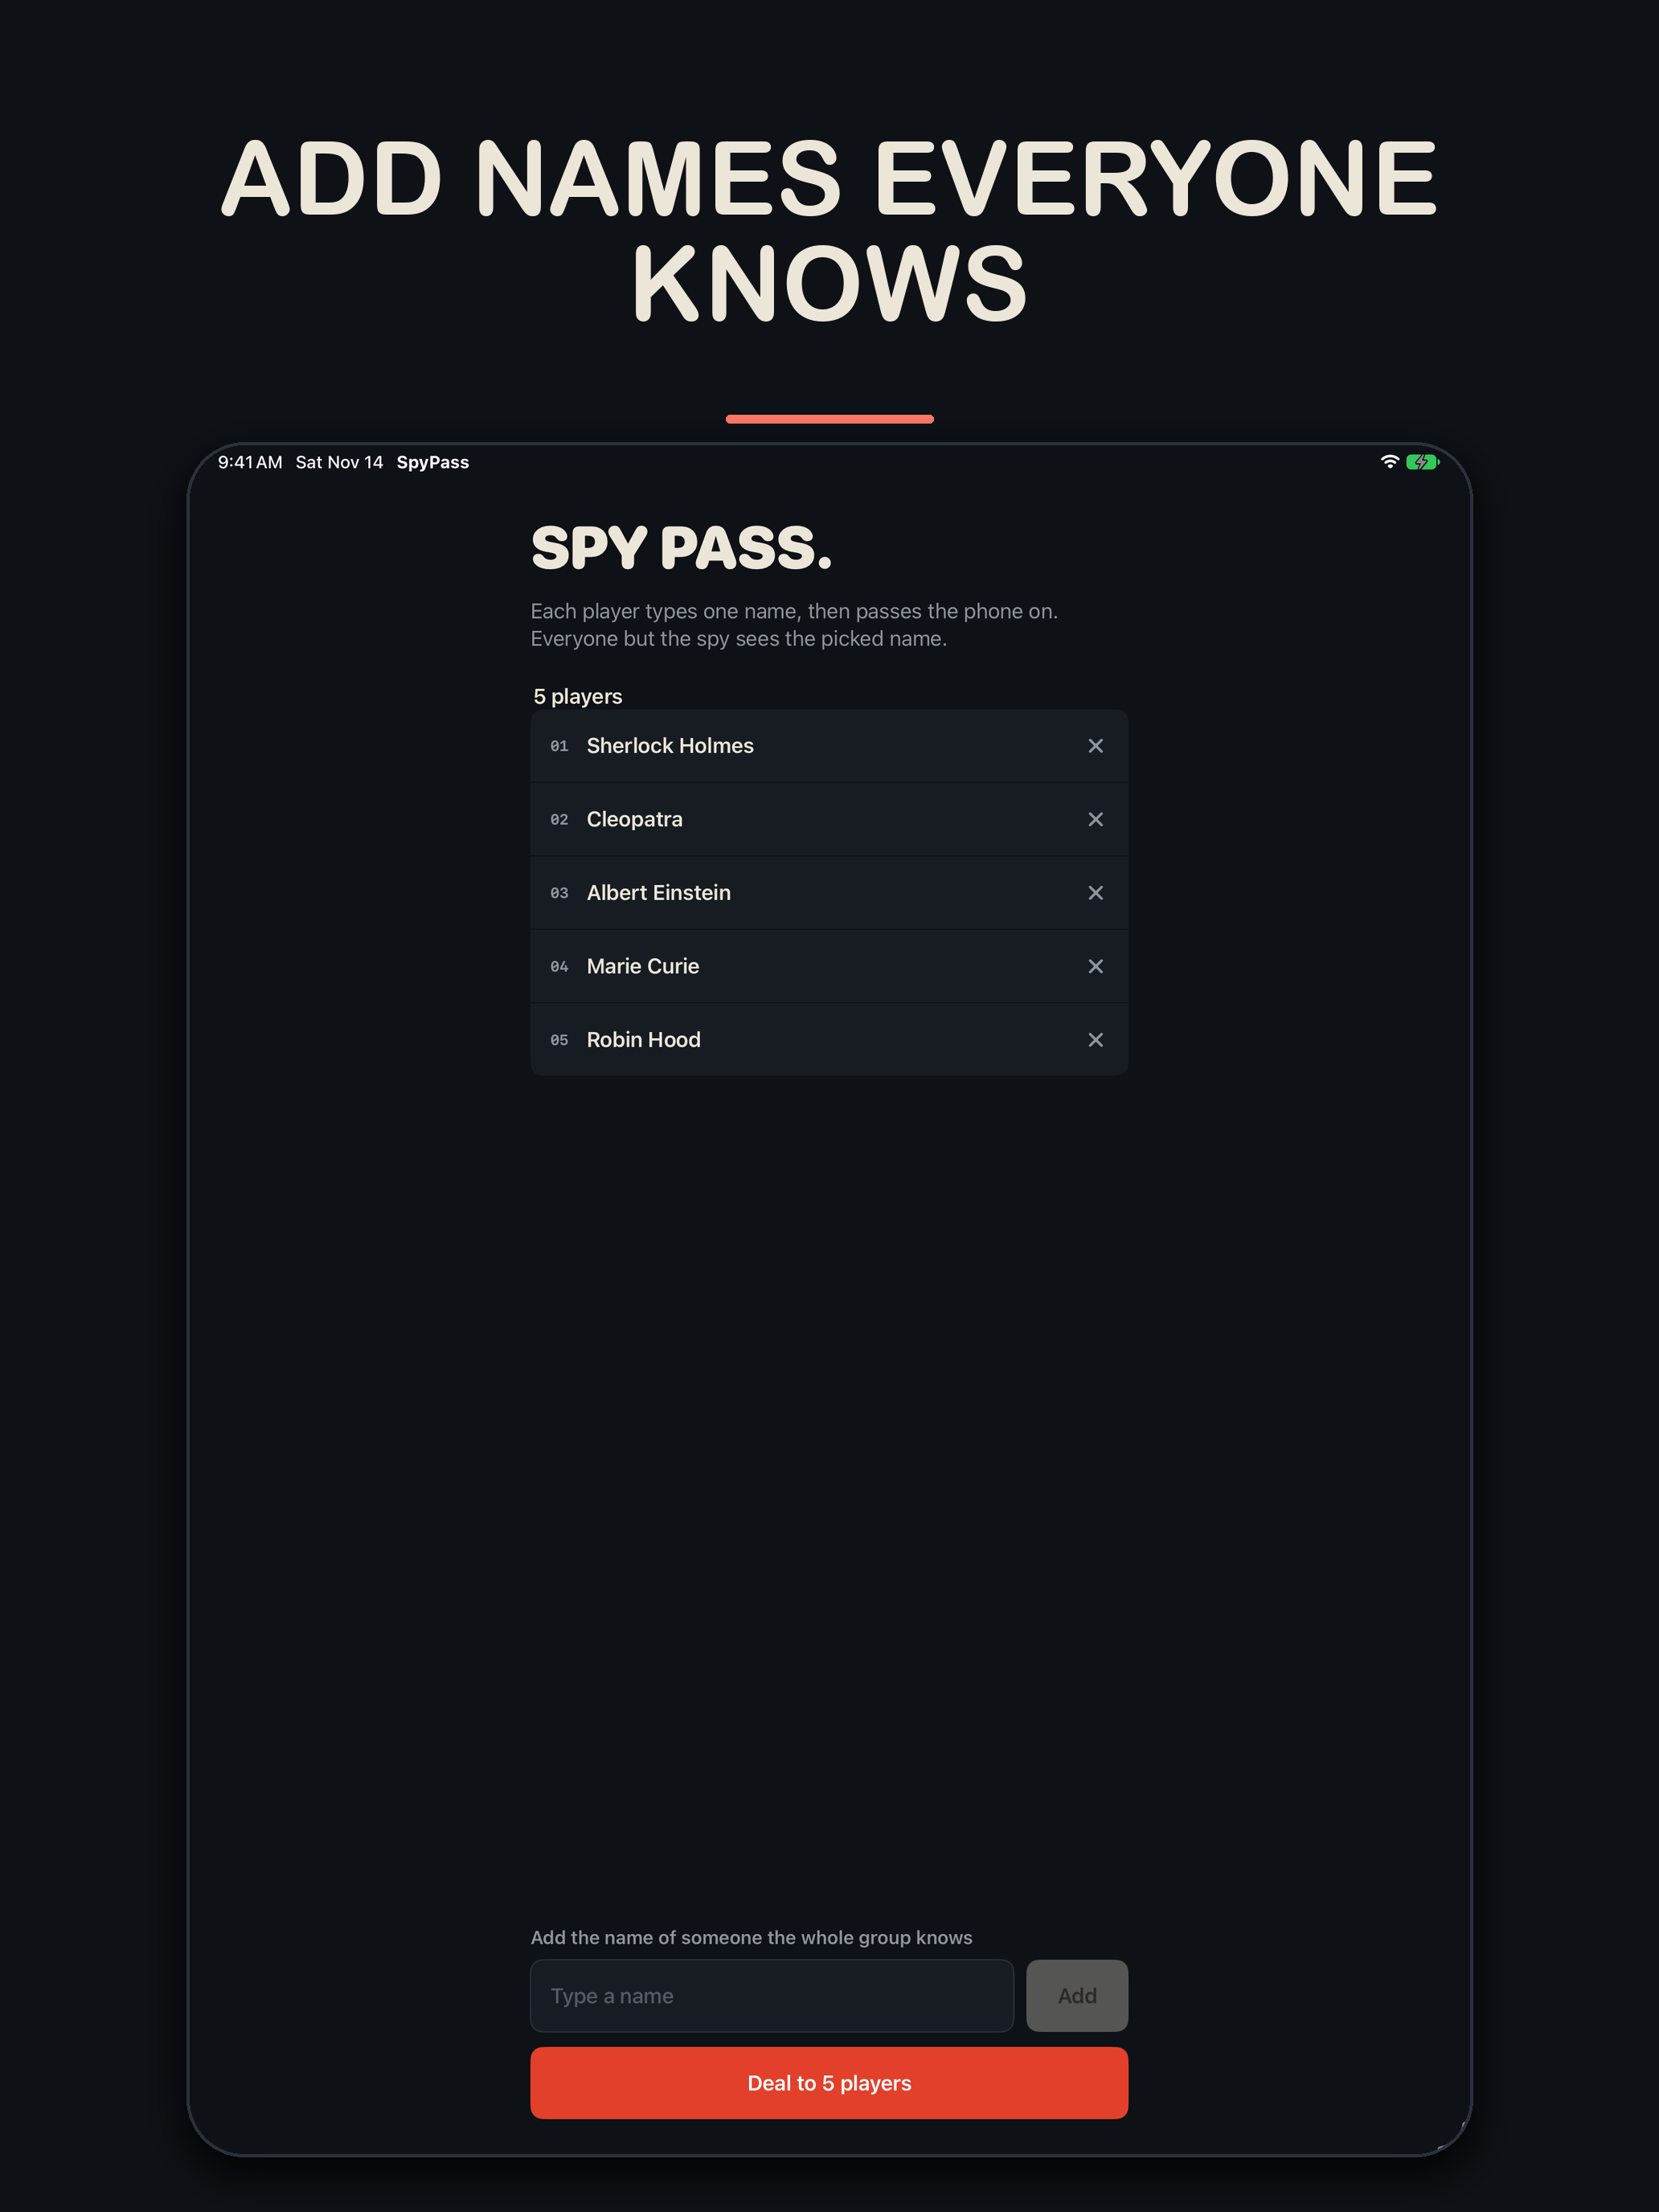 ADD NAMES EVERYONE
KNOWS
9:41 AM Sat Nov 14 SpyPass
SPY PASS.
Each player types one name, then passes the phone on.
Everyone but the spy sees the picked name.
5 players
01 Sherlock Holmes
02 Cleopatra
03 Albert Einstein
04 Marie Curie
05 Robin Hood
Add the name of someone the whole group knows
Type a name Add
Deal to 5 players